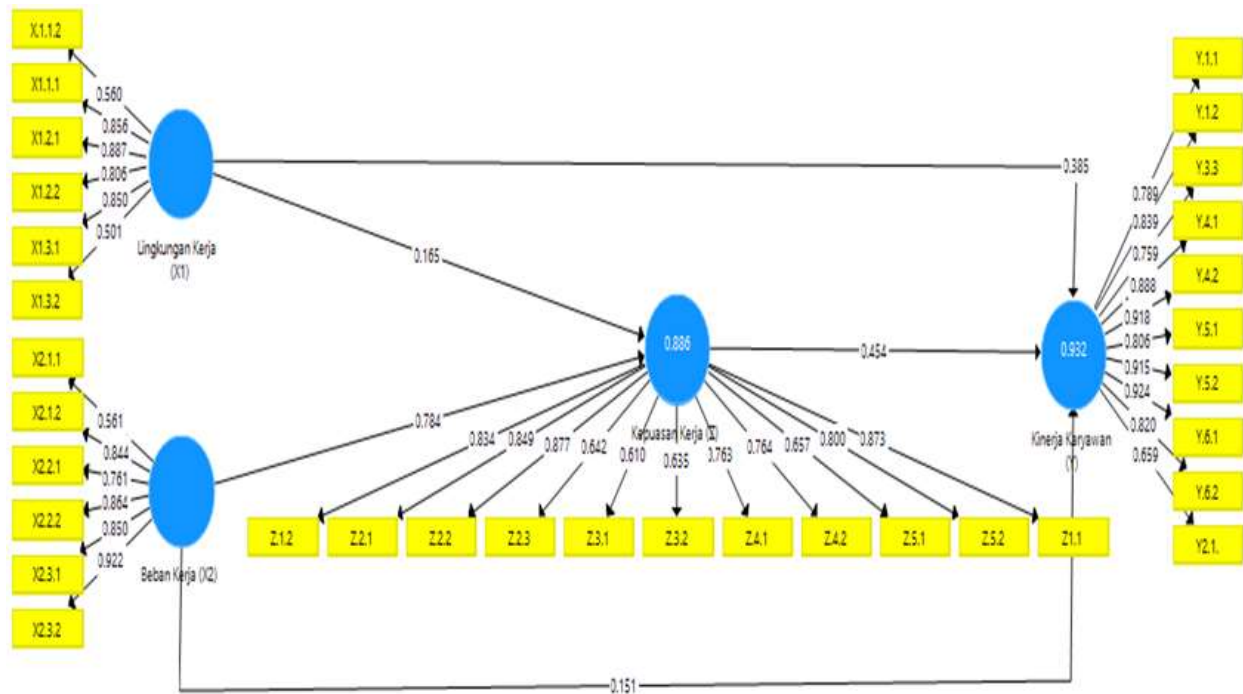 X.1.1.2
X1.1.1
X1.2.1
X1.2.2
X1.3.1
X1.3.2
0.560
0.856
0.887
0.806
0.850
0.501
Lingkungan Kerja
(X1)
X2.1.1
X2.1.2
X2.2.1
X2.2.2
X2.3.1
X2.3.2
0.561
0.844
0.761
0.864
0.850
0.922
Beban Kerja (X2)
0.385
0.165
0.784
0.151
0.886
Kepuasan Kerja (Z)
0.454
0.834
0.849
0.877
0.642
0.610
0.635
0.763
0.764
0.657
0.800
0.873
Z.1.2
Z.2.1
Z.2.2
Z.2.3
Z.3.1
Z.3.2
Z.4.1
Z.4.2
Z.5.1
Z.5.2
Z1.1
0.932
Kinerja Karyawan
(Y)
0.789
0.839
0.759
0.888
0.918
0.806
0.915
0.924
0.820
0.659
Y.1.1
Y.1.2
Y.3.3
Y.4.1
Y.4.2
Y.5.1
Y.5.2
Y.6.1
Y.6.2
Y2.1.